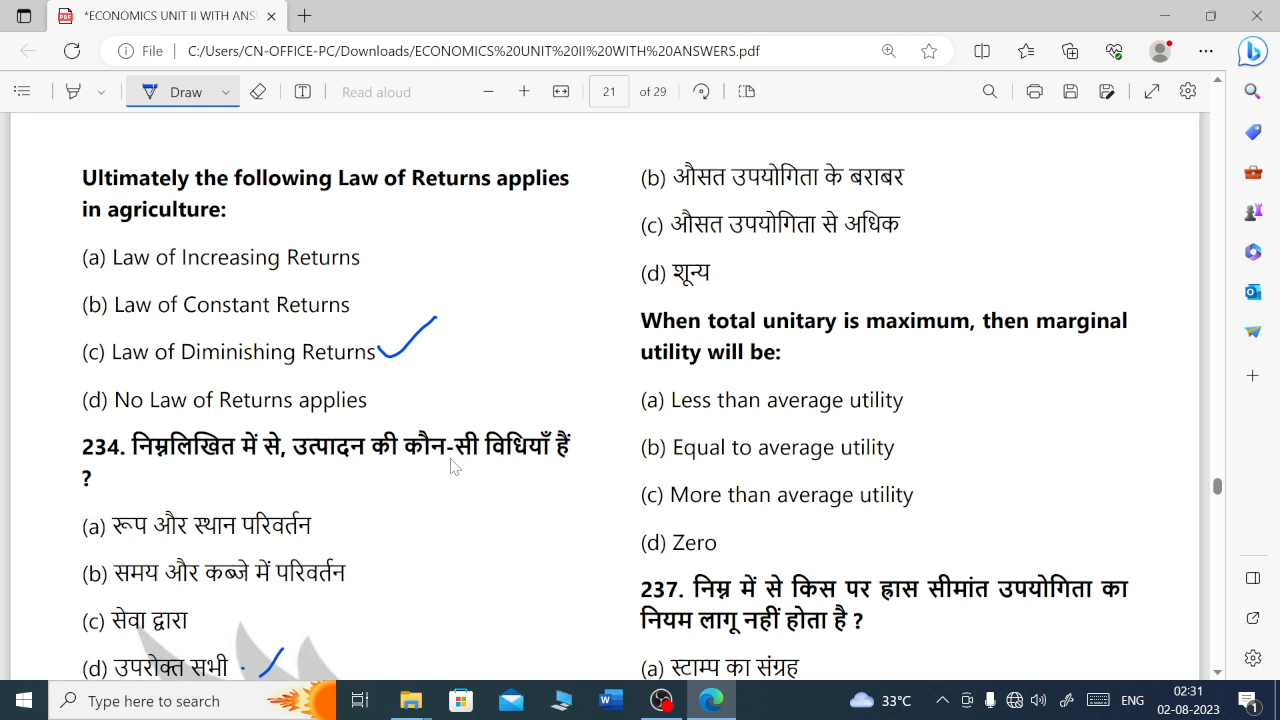 *ECONOMICS UNIT II WITH ANS
File
C:/Users/CN-OFFICE-PC/Downloads/ECONOMICS%20UNIT%20II%20WITH%20ANSWERS.pdf
Draw
Read aloud
21
of 29
Ultimately the following Law of Returns applies
in agriculture:
(a) Law of Increasing Returns
(b) Law of Constant Returns
(c) Law of Diminishing Returns
(d) No Law of Returns applies
234. निम्नलिखित में से, उत्पादन की कौन-सी विधियाँ हैं
?
(a) रूप और स्थान परिवर्तन
(b) समय और कब्जे में परिवर्तन
(c) सेवा द्वारा
(d) उपरोक्त सभी
(b) औसत उपयोगिता के बराबर
(c) औसत उपयोगिता से अधिक
(d) शून्य
When total unitary is maximum, then marginal
utility will be:
(a) Less than average utility
(b) Equal to average utility
(c) More than average utility
(d) Zero
237. निम्न में से किस पर ह्रास सीमांत उपयोगिता का
नियम लागू नहीं होता है ?
(a) स्टाम्प का संग्रह
Type here to search
33°C
ENG
02:31
02-08-2023
1